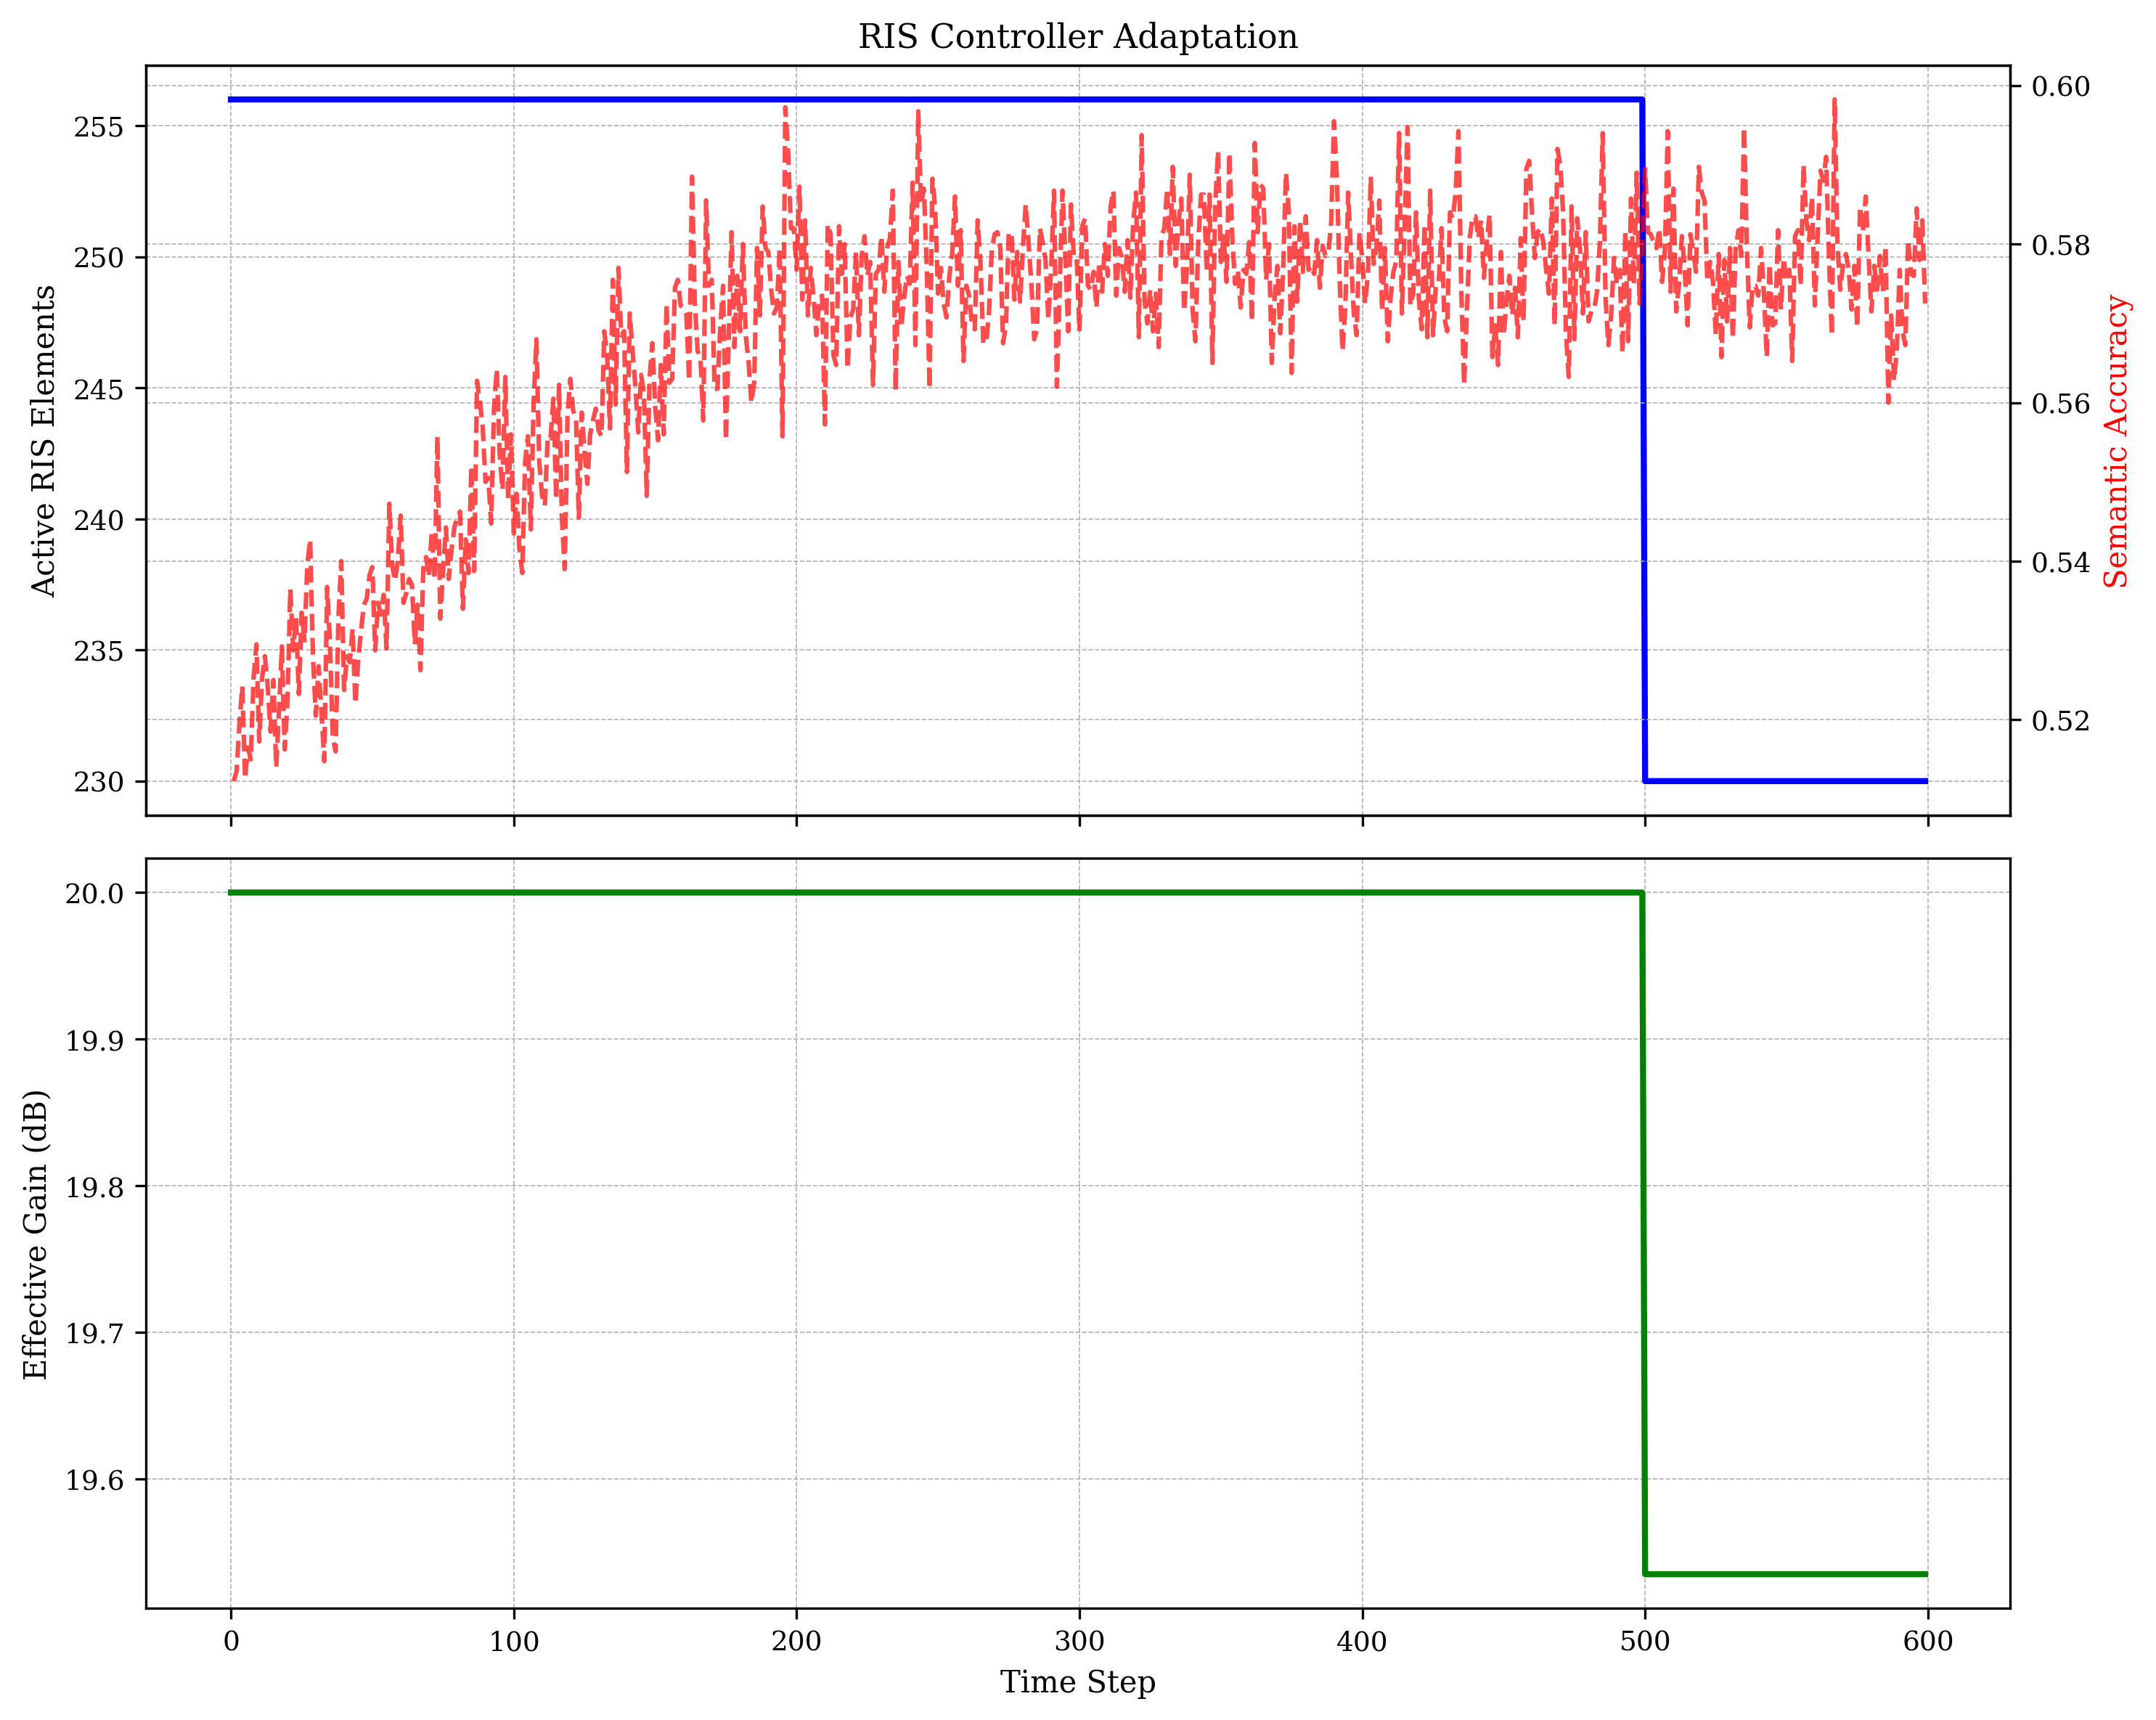 RIS Controller Adaptation
Active RIS Elements
255
250
245
240
235
230
0.60
0.58
0.56
0.54
0.52
Semantic Accuracy
Effective Gain (dB)
20.0
19.9
19.8
19.7
19.6
0 100 200 300 400 500 600
Time Step